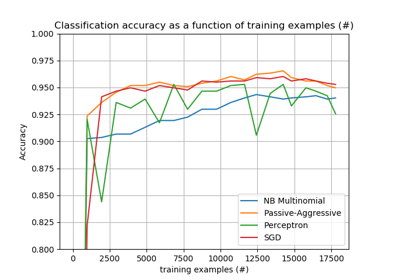 Classification accuracy as a function of training examples (#)
1.000
0.975
0.950
0.925
0.900
0.875
0.850
0.825
0.800
Accuracy
NB Multinomial
Passive-Aggressive
Perceptron
SGD
0 2500 5000 7500 10000 12500 15000 17500
training examples (#)